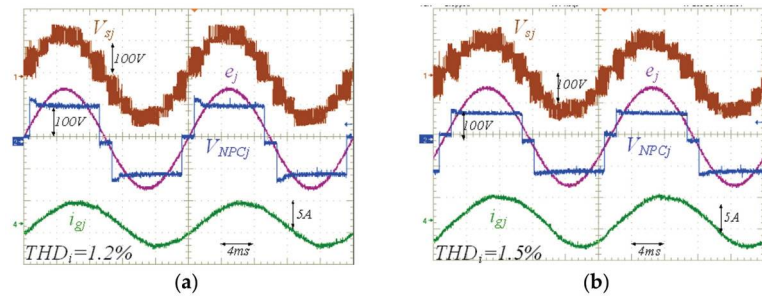 V_sj
100V
1
e_j
100V
V_NPCj
i_gj
5A
4
THD_i=1.2%
4ms
(a)
V_sj
1
100V
e_j
100V
V_NPCj
i_gj
5A
4
THD_i=1.5%
4ms
(b)